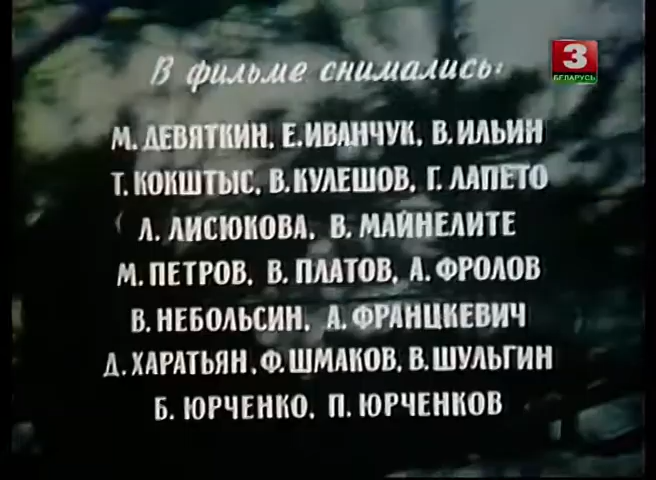 В фильме снимались:
3
БЕЛАРУСЬ
М. ДЕВЯТКИН, Е. ИВАНЧУК, В. ИЛЬИН
Т. КОКШТЫС, В. КУЛЕШОВ, Г. ЛАПЕТО
Л. ЛИСЮКОВА, В. МАЙНЕЛИТЕ
М. ПЕТРОВ, В. ПЛАТОВ, А. ФРОЛОВ
В. НЕБОЛЬСИН, А. ФРАНЦКЕВИЧ
Д. ХАРАТЬЯН, Ф. ШМАКОВ, В. ШУЛЬГИН
Б. ЮРЧЕНКО, П. ЮРЧЕНКОВ